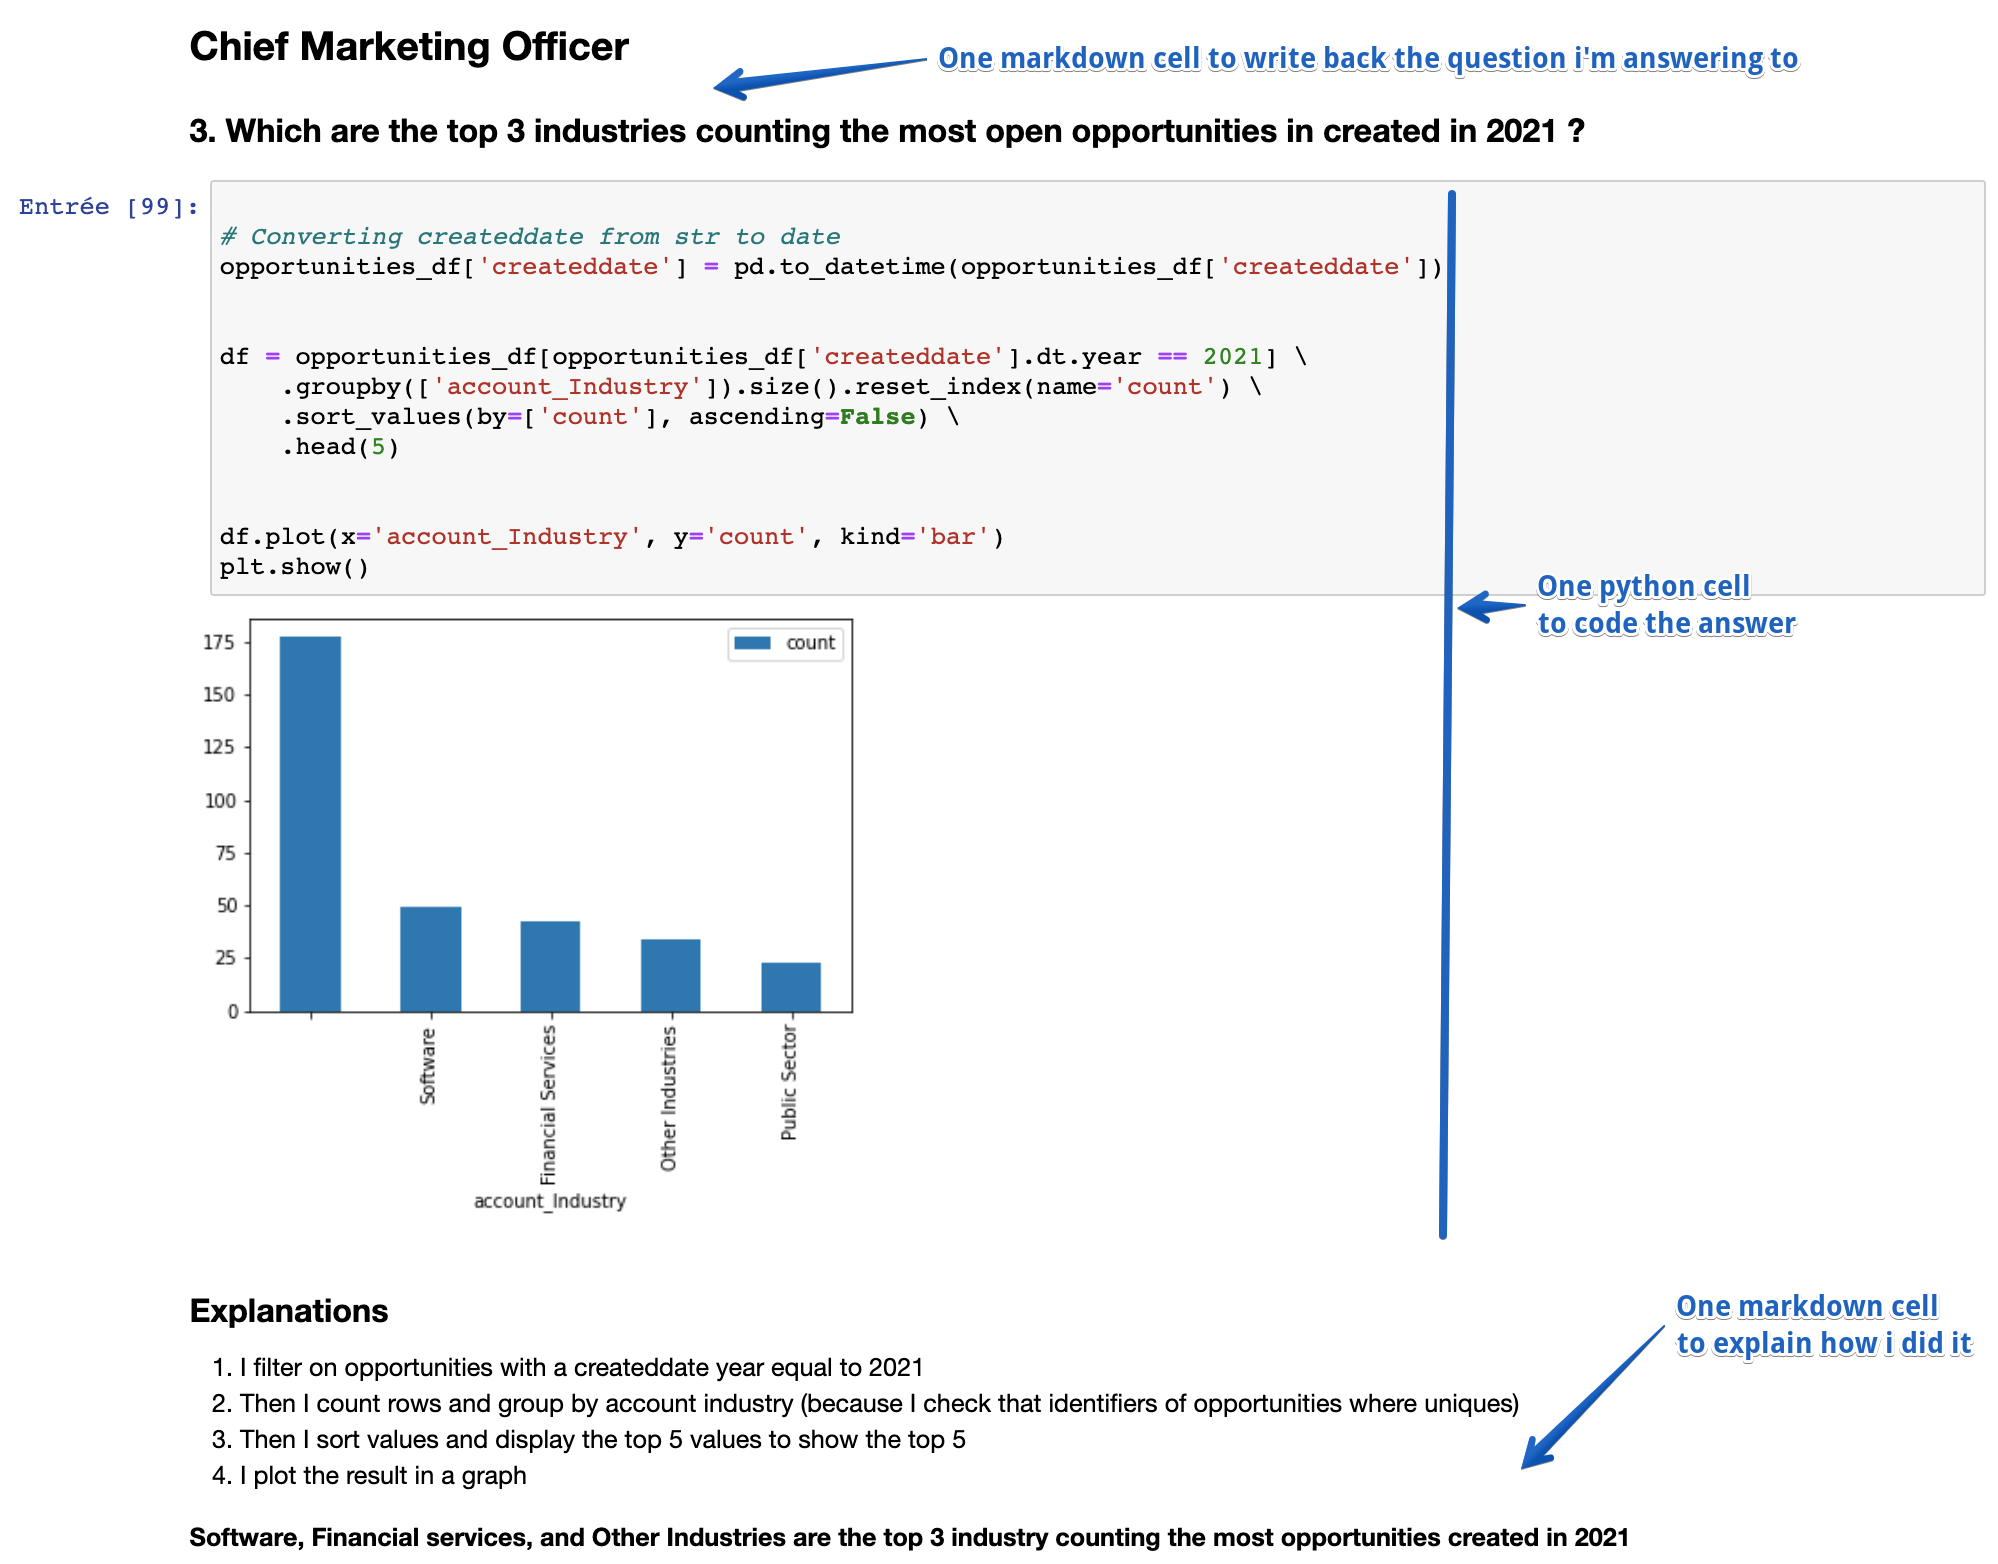 Chief Marketing Officer
One markdown cell to write back the question i'm answering to
3. Which are the top 3 industries counting the most open opportunities in created in 2021 ?
Entrée [99]:
# Converting createddate from str to date
opportunities_df['createddate'] = pd.to_datetime(opportunities_df['createddate'])
df = opportunities_df[opportunities_df['createddate'].dt.year == 2021] \
.groupby(['account_Industry']).size().reset_index(name='count') \
.sort_values(by=['count'], ascending=False) \
.head(5)
df.plot(x='account_Industry', y='count', kind='bar')
plt.show()
One python cell
to code the answer
count
175
150
125
100
75
50
25
0
Software
Financial Services
Other Industries
Public Sector
account_Industry
Explanations
One markdown cell
to explain how i did it
1. I filter on opportunities with a createddate year equal to 2021
2. Then I count rows and group by account industry (because I check that identifiers of opportunities where uniques)
3. Then I sort values and display the top 5 values to show the top 5
4. I plot the result in a graph
Software, Financial services, and Other Industries are the top 3 industry counting the most opportunities created in 2021